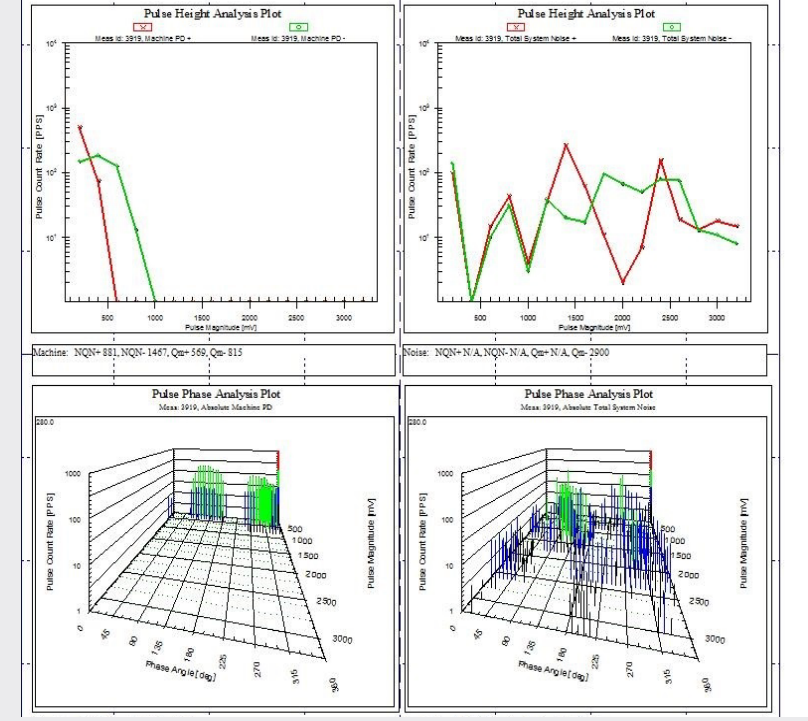 Pulse Height Analysis Plot
Meas Id: 3919, Machine PD +
Meas Id: 3919, Machine PD -
Pulse Count Rate [PPS]
10⁴
10³
10²
10¹
500
1000
1500
2000
2500
3000
Pulse Magnitude [mV]
Machine: NQN+ 881, NQN- 1467, Qm+ 569, Qm- 815
Pulse Height Analysis Plot
Meas Id: 3919, Total System Noise +
Meas Id: 3919, Total System Noise -
Pulse Count Rate [PPS]
10⁴
10³
10²
10¹
500
1000
1500
2000
2500
3000
Pulse Magnitude [mV]
Noise: NQN+ N/A, NQN- N/A, Qm+ N/A, Qm- 2900
Pulse Phase Analysis Plot
Meas: 3919, Absolute Machine PD
280.0
Pulse Count Rate [PPS]
1000
100
10
1
0
45
90
135
180
225
270
315
360
Phase Angle [deg]
500
1000
1500
2000
2500
3000
Pulse Magnitude [mV]
Pulse Phase Analysis Plot
Meas: 3919, Absolute Total System Noise
280.0
Pulse Count Rate [PPS]
1000
100
10
1
0
45
90
135
180
225
270
315
360
Phase Angle [deg]
500
1000
1500
2000
2500
3000
Pulse Magnitude [mV]